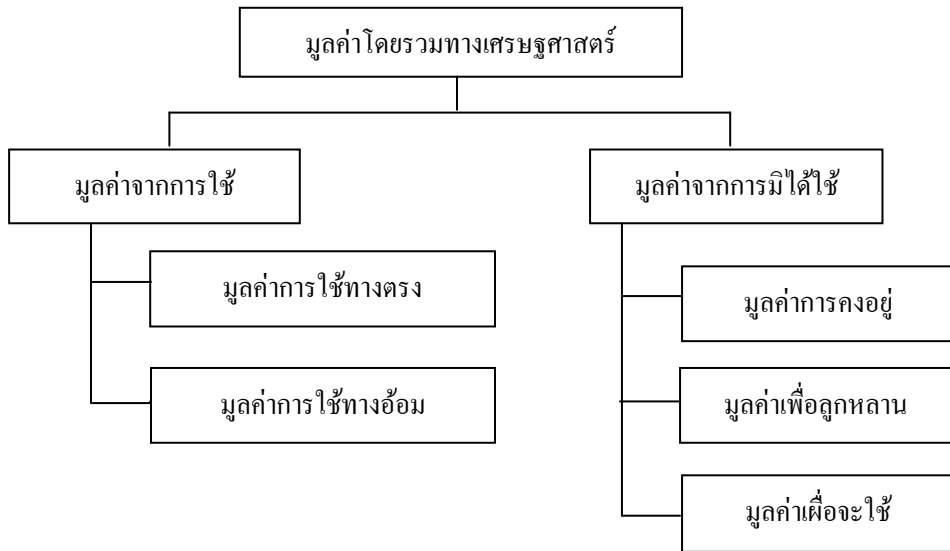 มูลค่าโดยรวมทางเศรษฐศาสตร์
มูลค่าจากการใช้
มูลค่าจากการมิได้ใช้
มูลค่าการใช้ทางตรง
มูลค่าการคงอยู่
มูลค่าการใช้ทางอ้อม
มูลค่าเพื่อลูกหลาน
มูลค่าเผื่อจะใช้